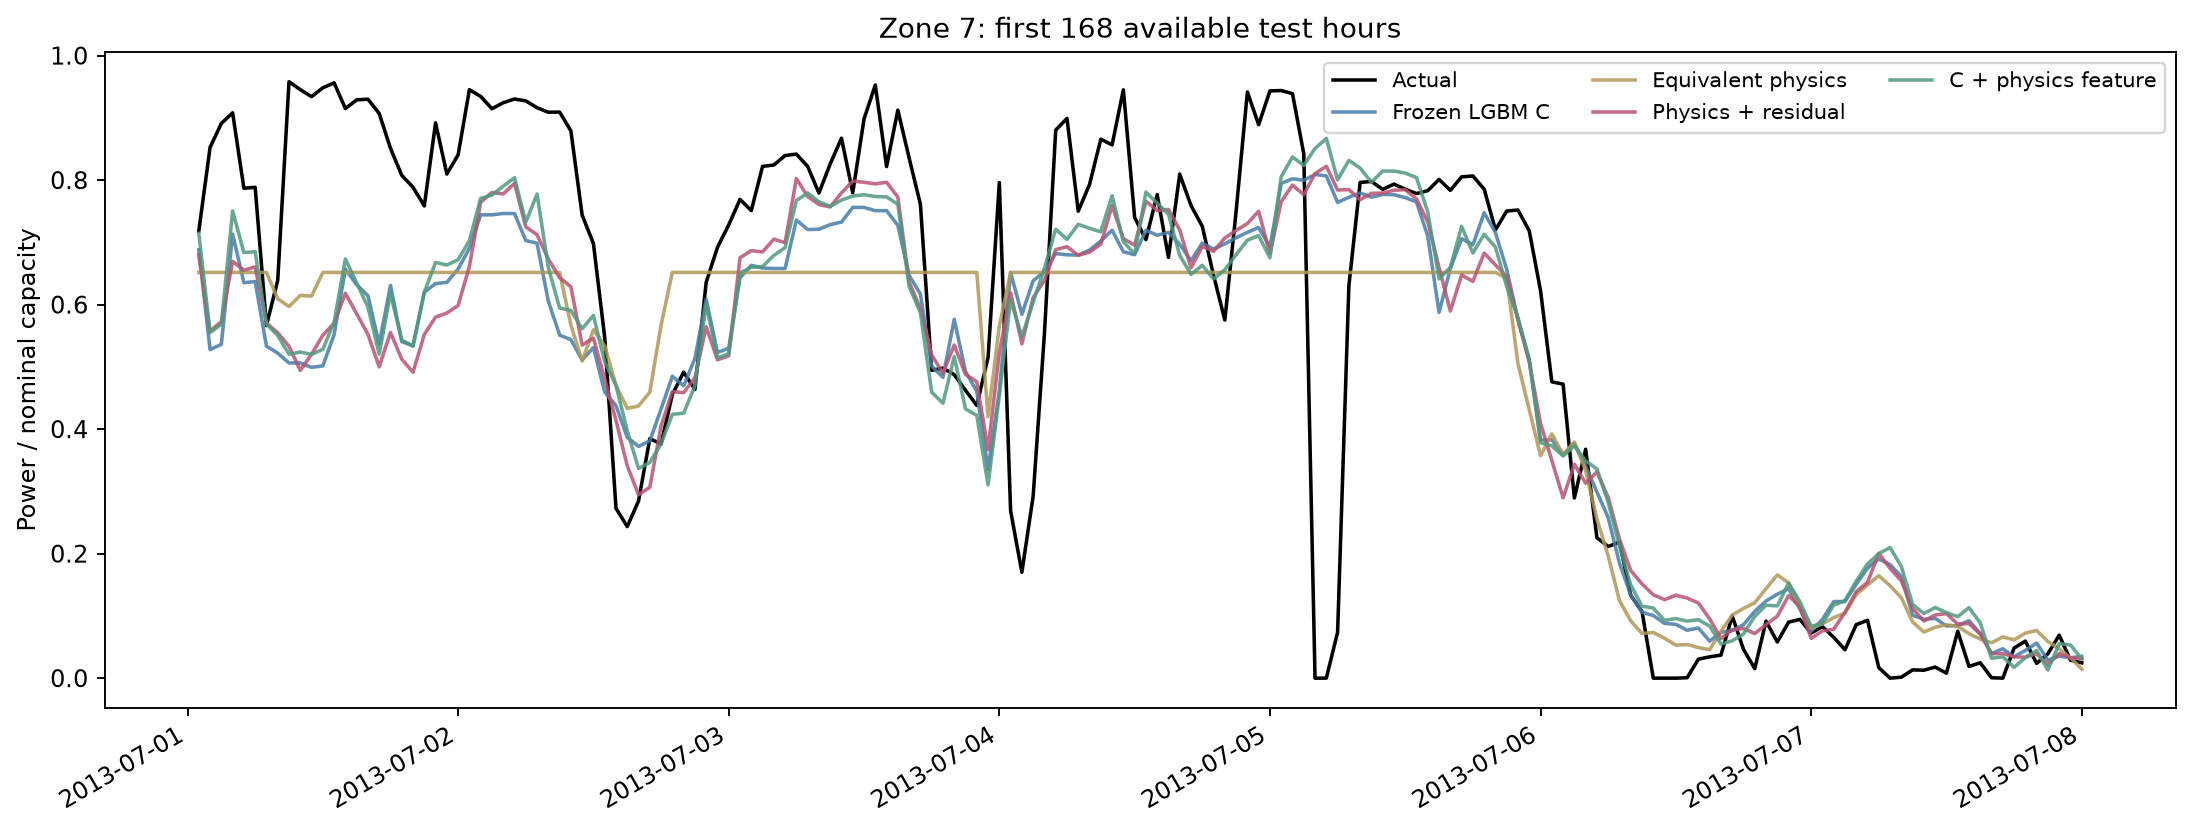 Zone 7: first 168 available test hours
Actual
Frozen LGBM C
Equivalent physics
Physics + residual
C + physics feature
Power / nominal capacity
1.0
0.8
0.6
0.4
0.2
0.0
2013-07-01
2013-07-02
2013-07-03
2013-07-04
2013-07-05
2013-07-06
2013-07-07
2013-07-08